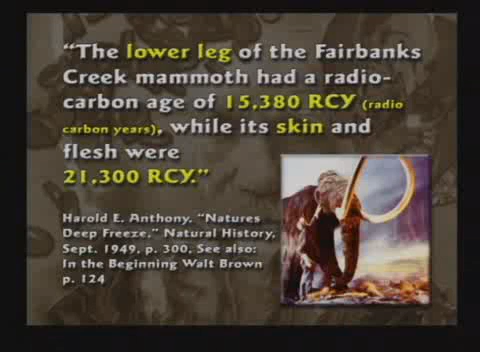 “The lower leg of the Fairbanks
Creek mammoth had a radio-
carbon age of 15,380 RCY (radio
carbon years), while its skin and
flesh were
21,300 RCY.”
Harold E. Anthony, “Natures
Deep Freeze,” Natural History,
Sept. 1949, p. 300, See also:
In the Beginning Walt Brown
p. 124